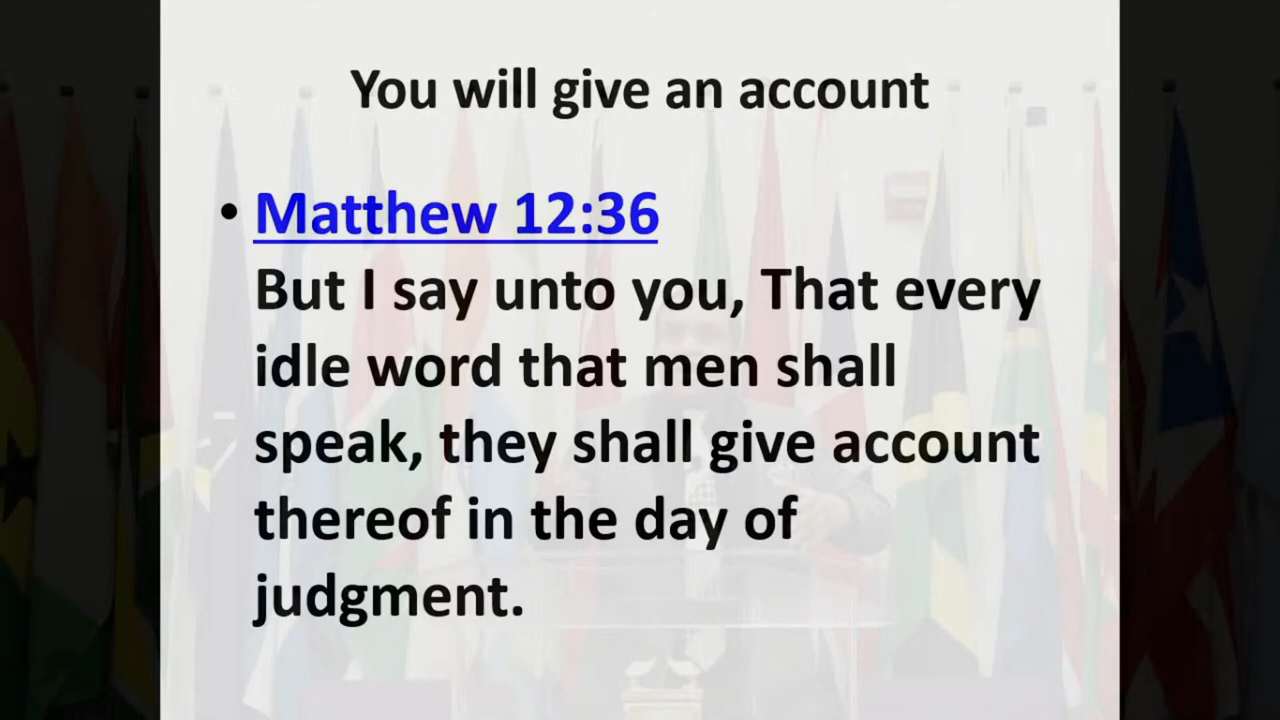 You will give an account
• Matthew 12:36
But I say unto you, That every
idle word that men shall
speak, they shall give account
thereof in the day of
judgment.